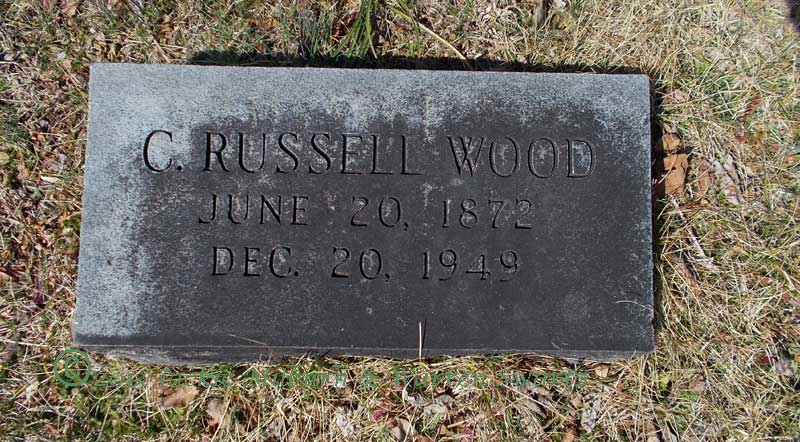 C. RUSSELL WOOD
JUNE 20, 1872
DEC. 20, 1949
©